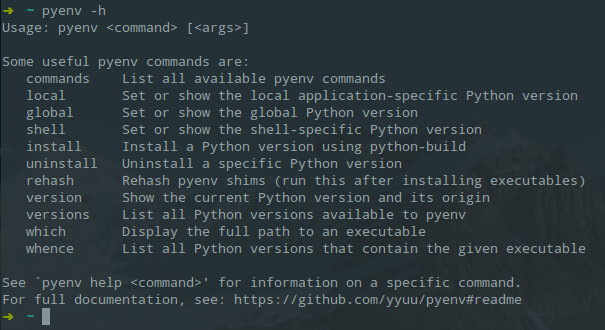 ➜ ~ pyenv -h
Usage: pyenv <command> [<args>]

Some useful pyenv commands are:
   commands    List all available pyenv commands
   local       Set or show the local application-specific Python version
   global      Set or show the global Python version
   shell       Set or show the shell-specific Python version
   install     Install a Python version using python-build
   uninstall   Uninstall a specific Python version
   rehash      Rehash pyenv shims (run this after installing executables)
   version     Show the current Python version and its origin
   versions    List all Python versions available to pyenv
   which       Display the full path to an executable
   whence      List all Python versions that contain the given executable

See `pyenv help <command>' for information on a specific command.
For full documentation, see: https://github.com/yyuu/pyenv#readme
➜ ~